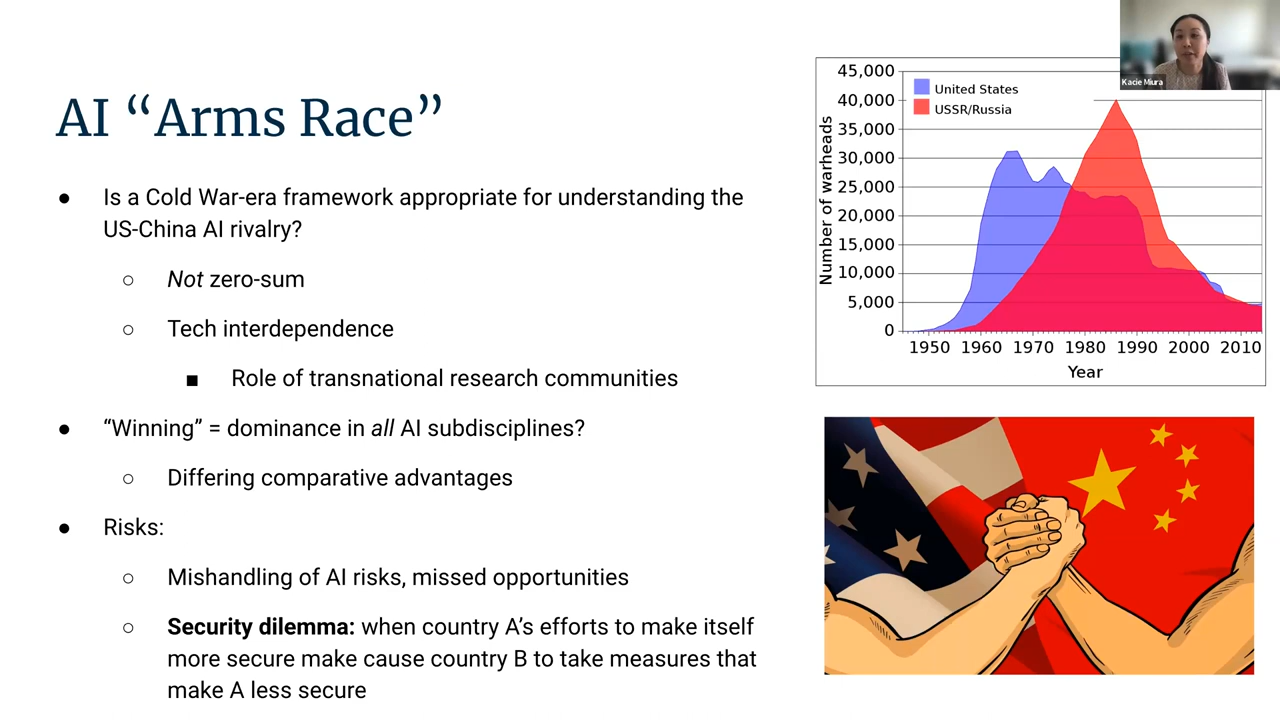 AI “Arms Race”
● Is a Cold War-era framework appropriate for understanding the
US-China AI rivalry?
○ Not zero-sum
○ Tech interdependence
■ Role of transnational research communities
● “Winning” = dominance in all AI subdisciplines?
○ Differing comparative advantages
● Risks:
○ Mishandling of AI risks, missed opportunities
○ Security dilemma: when country A’s efforts to make itself
more secure make cause country B to take measures that
make A less secure
Kacie Miura
Number of warheads
45,000
40,000
35,000
30,000
25,000
20,000
15,000
10,000
5,000
0
United States
USSR/Russia
1950 1960 1970 1980 1990 2000 2010
Year